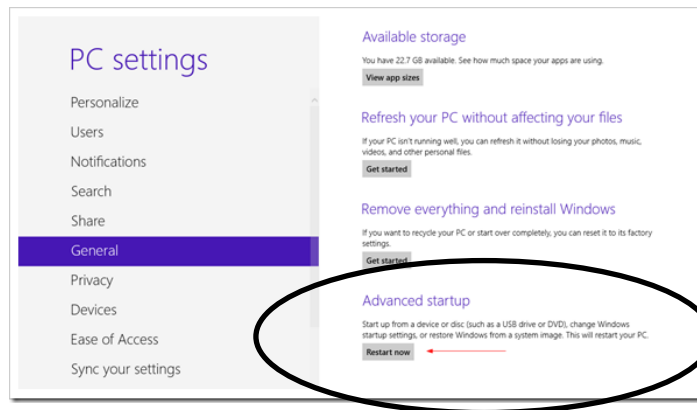 PC settings
Personalize
Users
Notifications
Search
Share
General
Privacy
Devices
Ease of Access
Sync your settings
Available storage
You have 22.7 GB available. See how much space your apps are using.
View app sizes
Refresh your PC without affecting your files
If your PC isn't running well, you can refresh it without losing your photos, music,
videos, and other personal files.
Get started
Remove everything and reinstall Windows
If you want to recycle your PC or start over completely, you can reset it to its factory
settings.
Get started
Advanced startup
Start up from a device or disc (such as a USB drive or DVD), change Windows
startup settings, or restore Windows from a system image. This will restart your PC.
Restart now